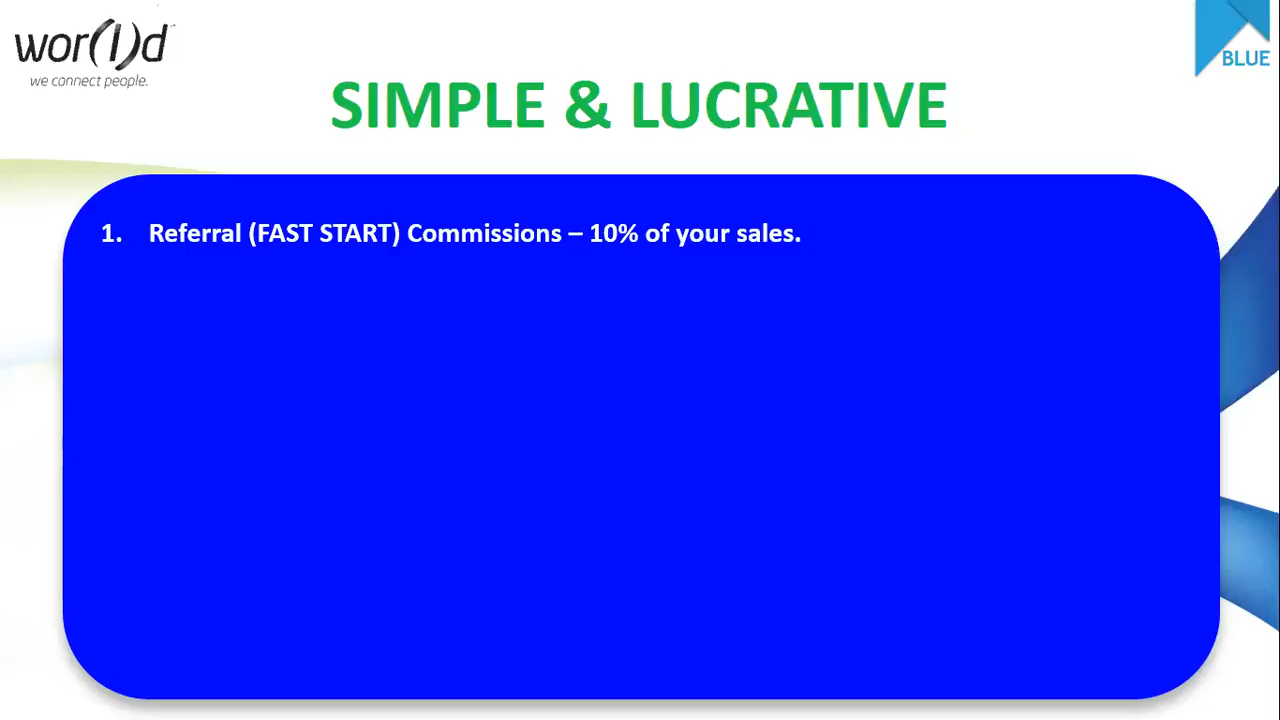 wor(l)d
we connect people.
BLUE
SIMPLE & LUCRATIVE
1. Referral (FAST START) Commissions – 10% of your sales.